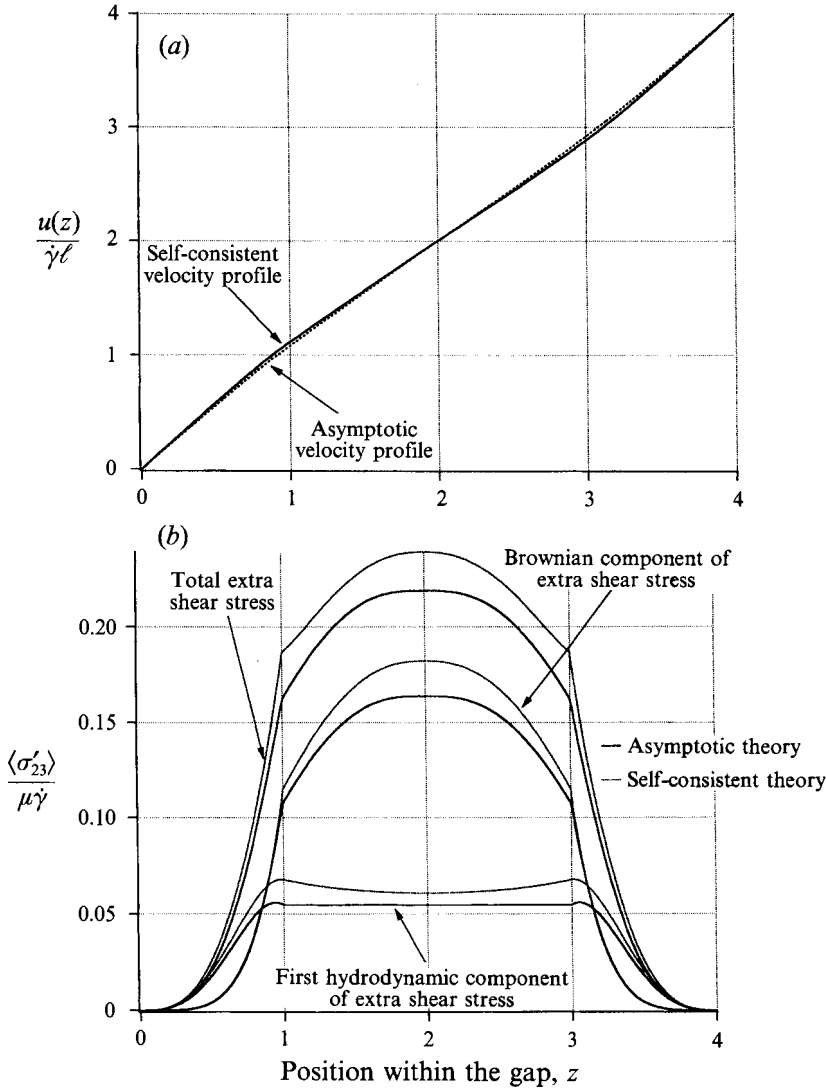 (a)
4
3
2
1
0
u(z)
γ̇ℓ
Self-consistent
velocity profile
Asymptotic
velocity profile
0 1 2 3 4
(b)
Total extra
shear stress
Brownian component of
extra shear stress
0.20
0.15
0.10
0.05
0
⟨σ′₂₃⟩
μγ̇
Asymptotic theory
Self-consistent theory
First hydrodynamic component
of extra shear stress
0 1 2 3 4
Position within the gap, z